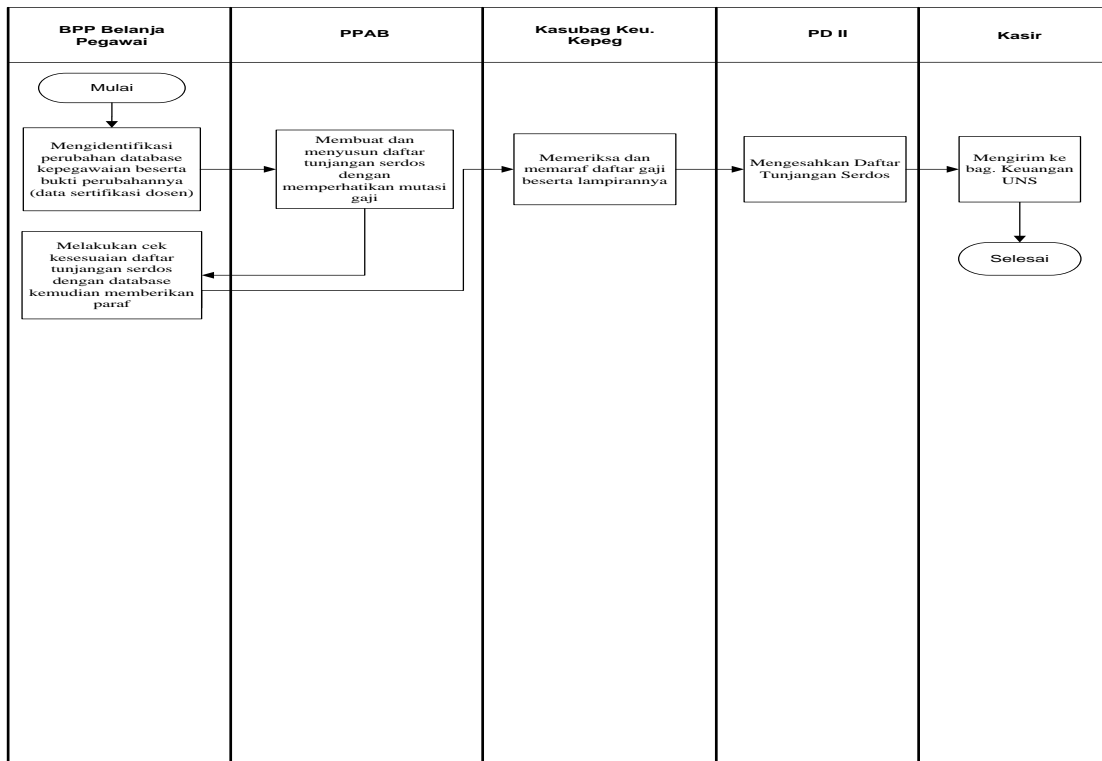 BPP Belanja
Pegawai
PPAB
Kasubag Keu.
Kepeg
PD II
Kasir
Mulai
Mengidentifikasi
perubahan database
kepegawaian beserta
bukti perubahannya
(data sertifikasi dosen)
Membuat dan
menyusun daftar
tunjangan serdos
dengan
memperhatikan mutasi
gaji
Melakukan cek
kesesuaian daftar
tunjangan serdos
dengan database
kemudian memberikan
paraf
Memeriksa dan
memaraf daftar gaji
beserta lampirannya
Mengesahkan Daftar
Tunjangan Serdos
Mengirim ke
bag. Keuangan
UNS
Selesai